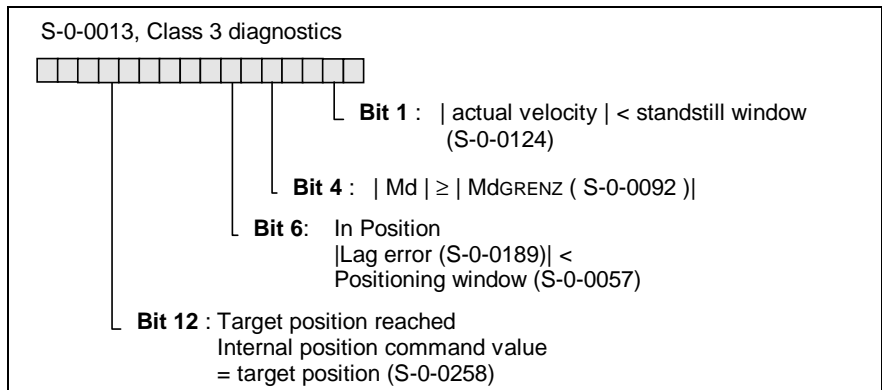 S-0-0013, Class 3 diagnostics
Bit 1 : | actual velocity | < standstill window
(S-0-0124)
Bit 4 : | Md | ≥ | MdGRENZ ( S-0-0092 )|
Bit 6: In Position
|Lag error (S-0-0189)| <
Positioning window (S-0-0057)
Bit 12 : Target position reached
Internal position command value
= target position (S-0-0258)